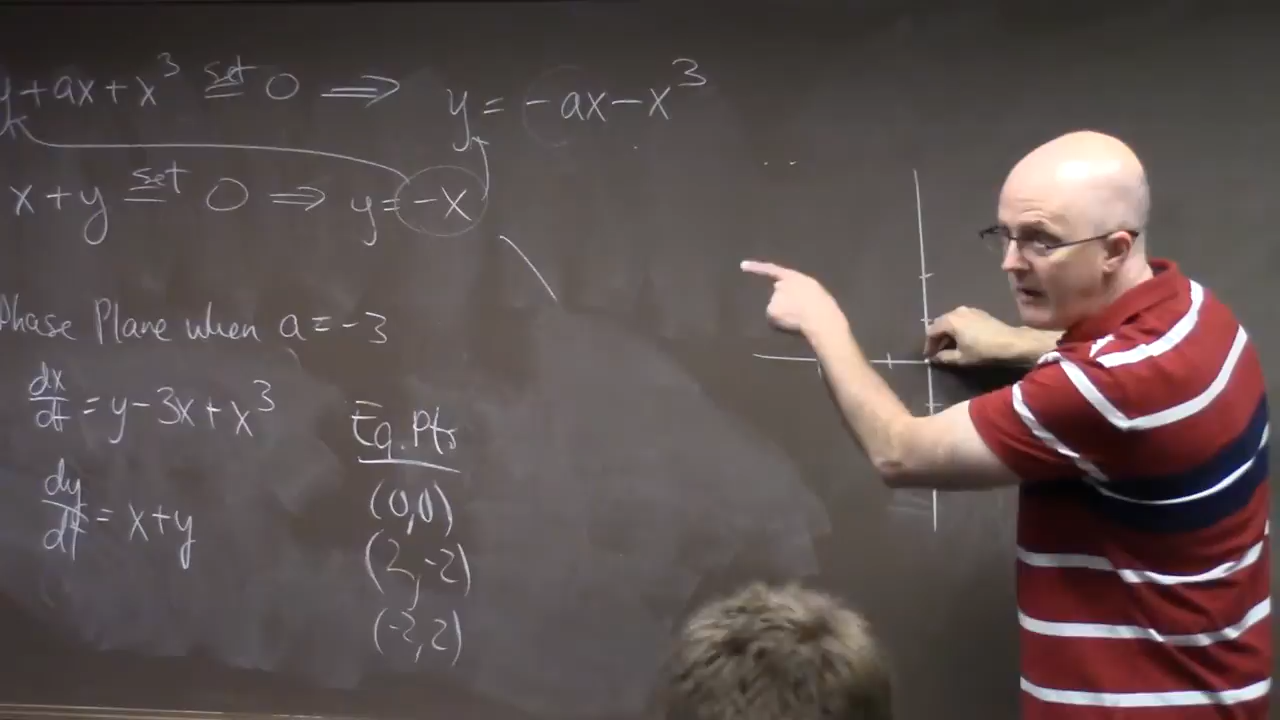 y+ax+x³ set= 0 ⟹ y = -ax-x³
x+y set= 0 ⟹ y=-x
Phase Plane when a=-3
dx/dt = y-3x+x³
dy/dt = x+y
Eq. Pts
(0,0)
(2,-2)
(-2,2)